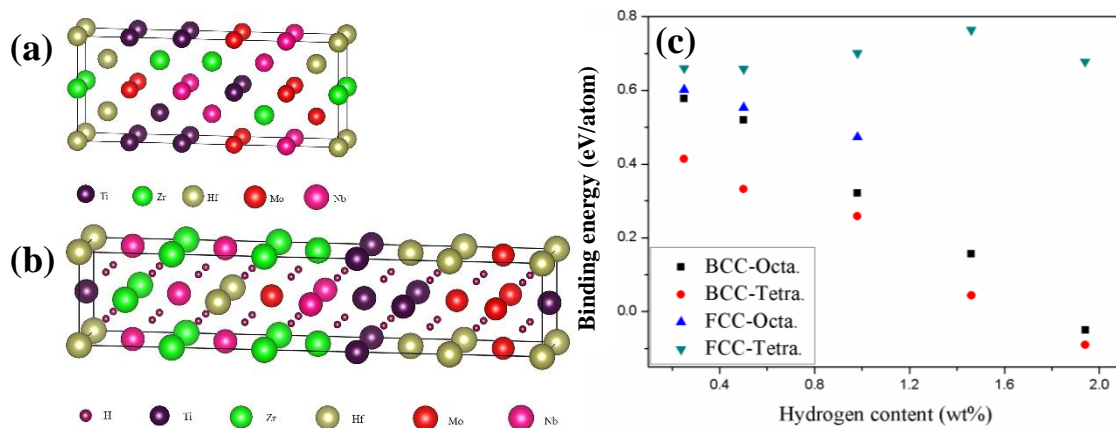 (a)
Ti Zr Hf Mo Nb
(b)
H Ti Zr Hf Mo Nb
(c)
Binding energy (eV/atom)
0.8
0.6
0.4
0.2
0.0
BCC-Octa.
BCC-Tetra.
FCC-Octa.
FCC-Tetra.
0.4 0.8 1.2 1.6 2.0
Hydrogen content (wt%)